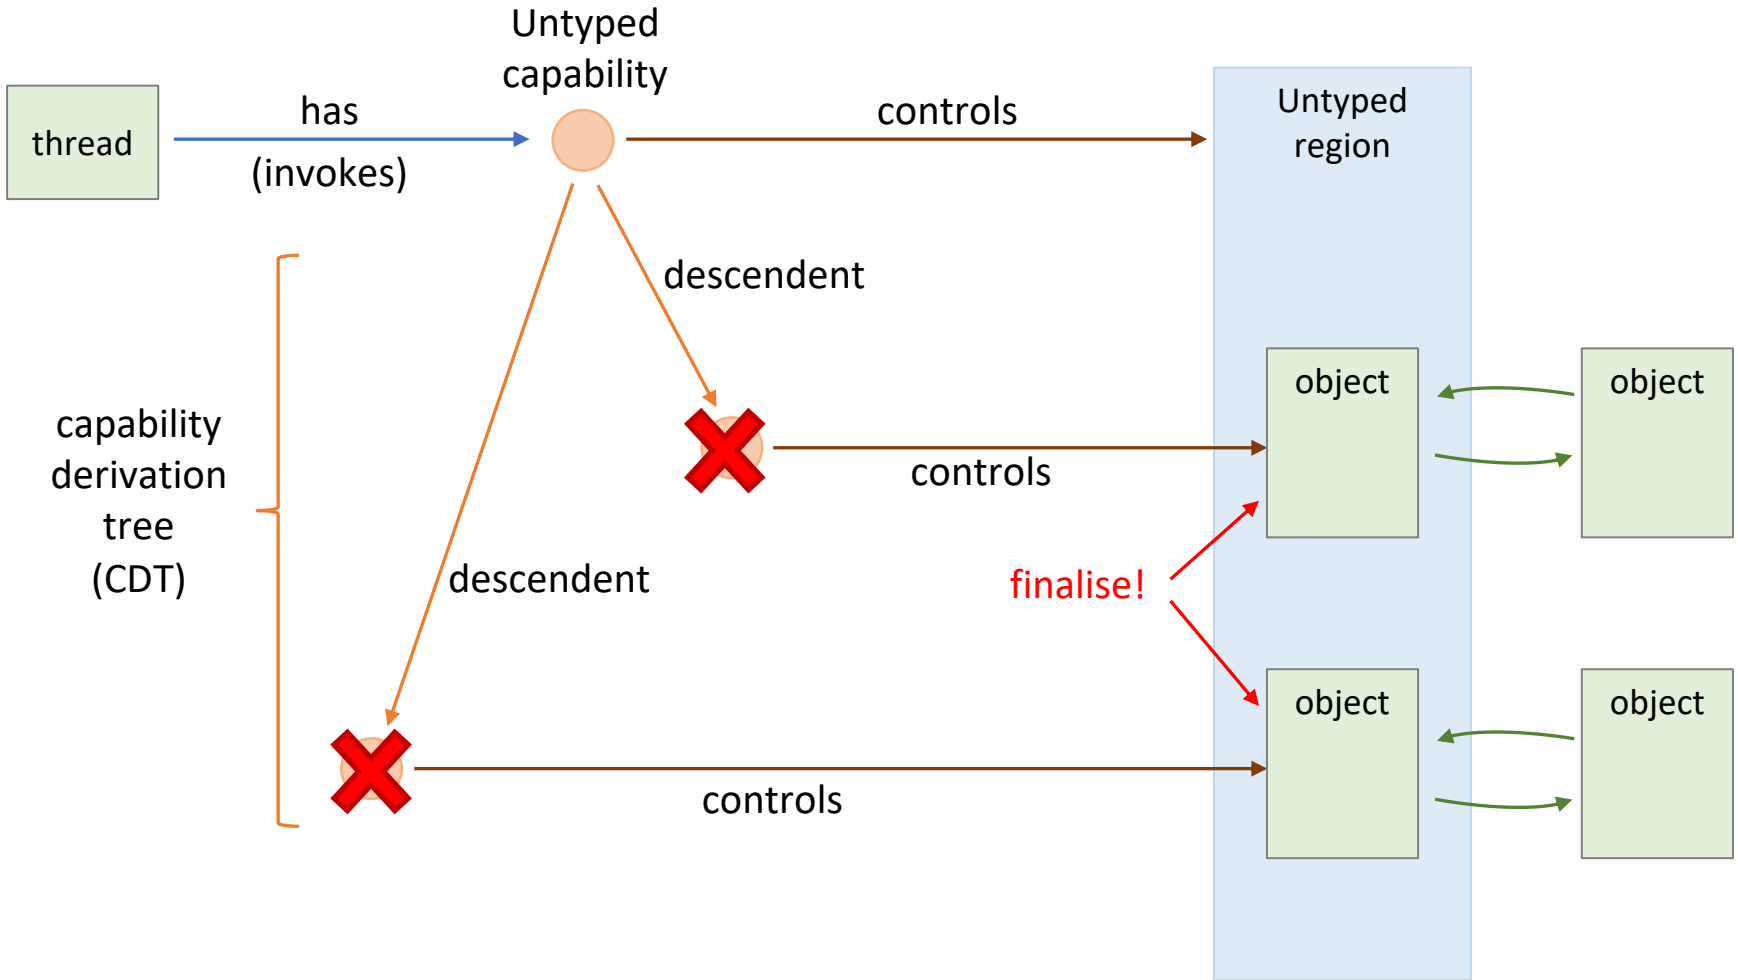 Untyped
capability
thread
has
(invokes)
controls
Untyped
region
descendent
object
object
capability
derivation
tree
(CDT)
controls
descendent
finalise!
object
object
controls